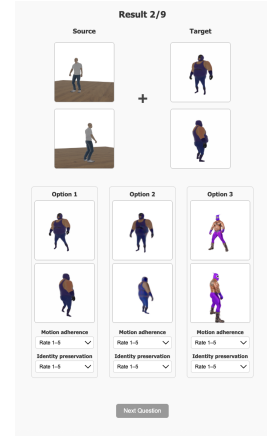 Result 2/9
Source
Target
+
Option 1
Option 2
Option 3
Motion adherence
Motion adherence
Motion adherence
Rate 1–5
Rate 1–5
Rate 1–5
Identity preservation
Identity preservation
Identity preservation
Rate 1–5
Rate 1–5
Rate 1–5
Next Question